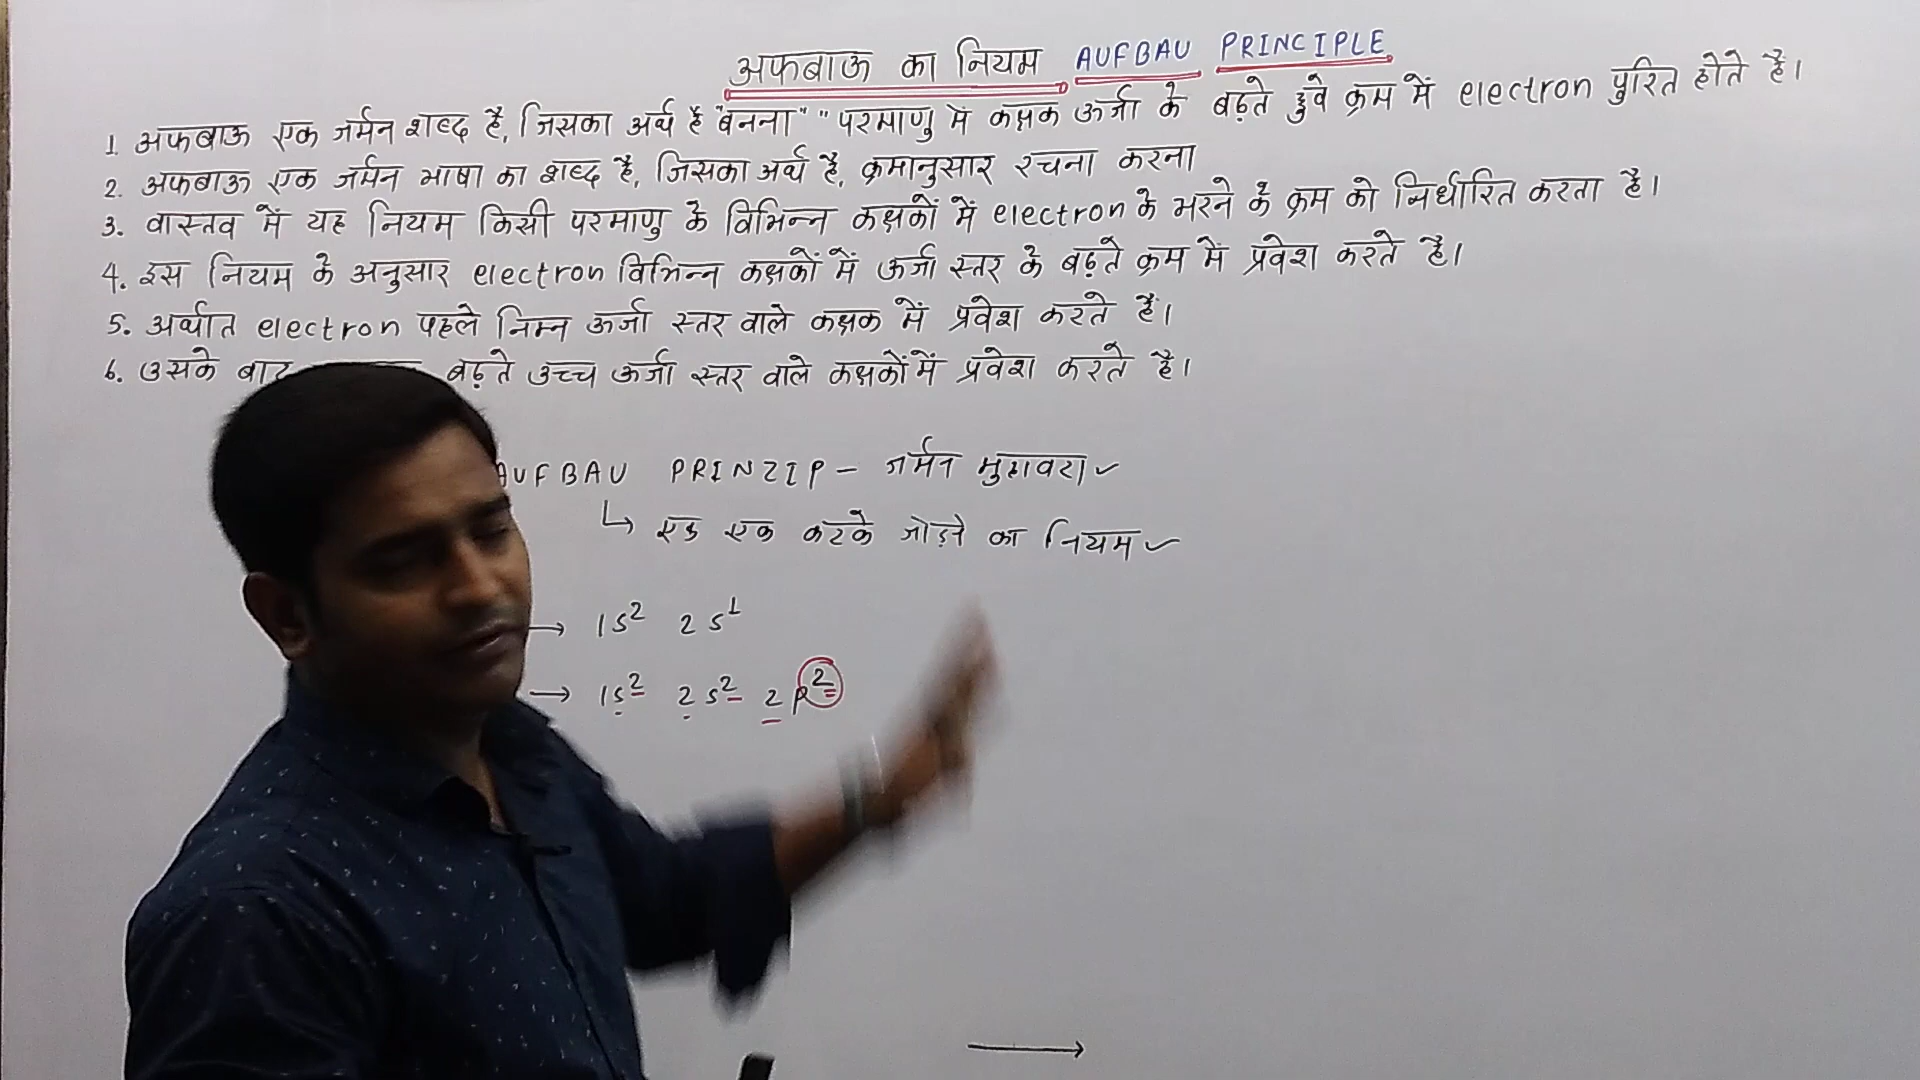 अफबाऊ का नियम AUFBAU PRINCIPLE
1 अफबाऊ एक जर्मन शब्द है, जिसका अर्थ है "बनना" "परमाणु में कक्षक ऊर्जा के बढ़ते हुवे क्रम में electron पुरित होते है।
2. अफबाऊ एक जर्मन भाषा का शब्द है, जिसका अर्थ है, क्रमानुसार रचना करना
3. वास्तव में यह नियम किसी परमाणु के विभिन्न कक्षकों में electron के भरने के क्रम को निर्धारित करता है।
4. इस नियम के अनुसार electron विभिन्न कक्षकों में ऊर्जा स्तर के बढ़ते क्रम में प्रवेश करते है।
5. अर्थात electron पहले निम्न ऊर्जा स्तर वाले कक्षक में प्रवेश करते है।
6. उसके बाद बढ़ते उच्च ऊर्जा स्तर वाले कक्षकों में प्रवेश करते है।
AUFBAU PRINZIP - जर्मन मुहावरा ✓
↳ एक एक करके जोड़ने का नियम ✓
→ 1s² 2s¹
→ 1s² 2s² 2p²
→